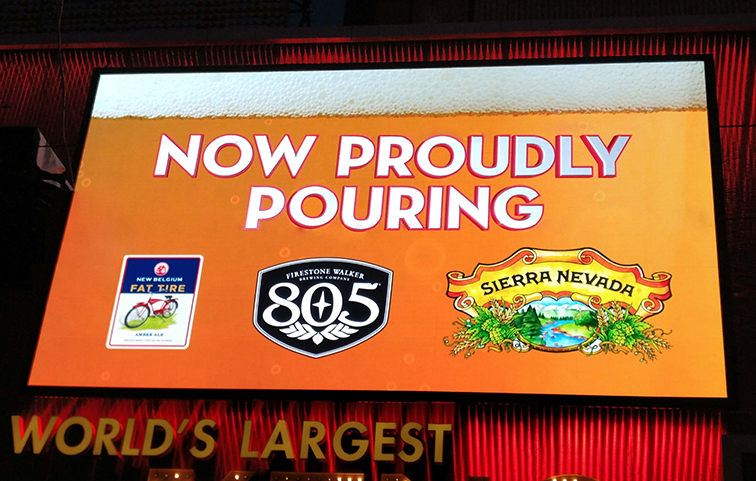 NOW PROUDLY
POURING
NEW BELGIUM
FAT TIRE
AMBER ALE
FIRESTONE WALKER
BREWING COMPANY
805
SIERRA NEVADA
WORLD'S LARGEST